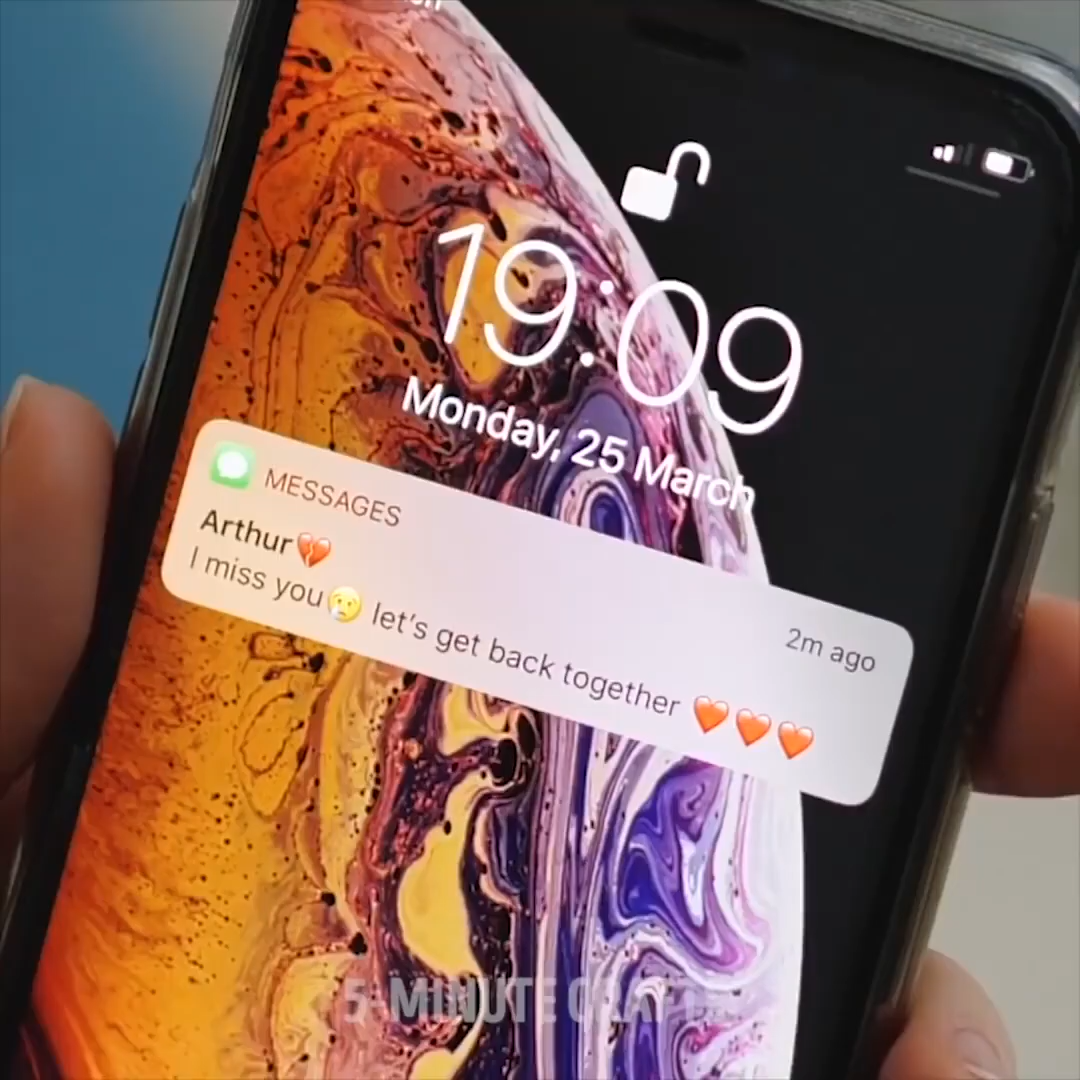 19:09
Monday, 25 March
MESSAGES
Arthur💔
2m ago
I miss you😢 let's get back together ❤️❤️❤️
5-MINUTE CRAFTS